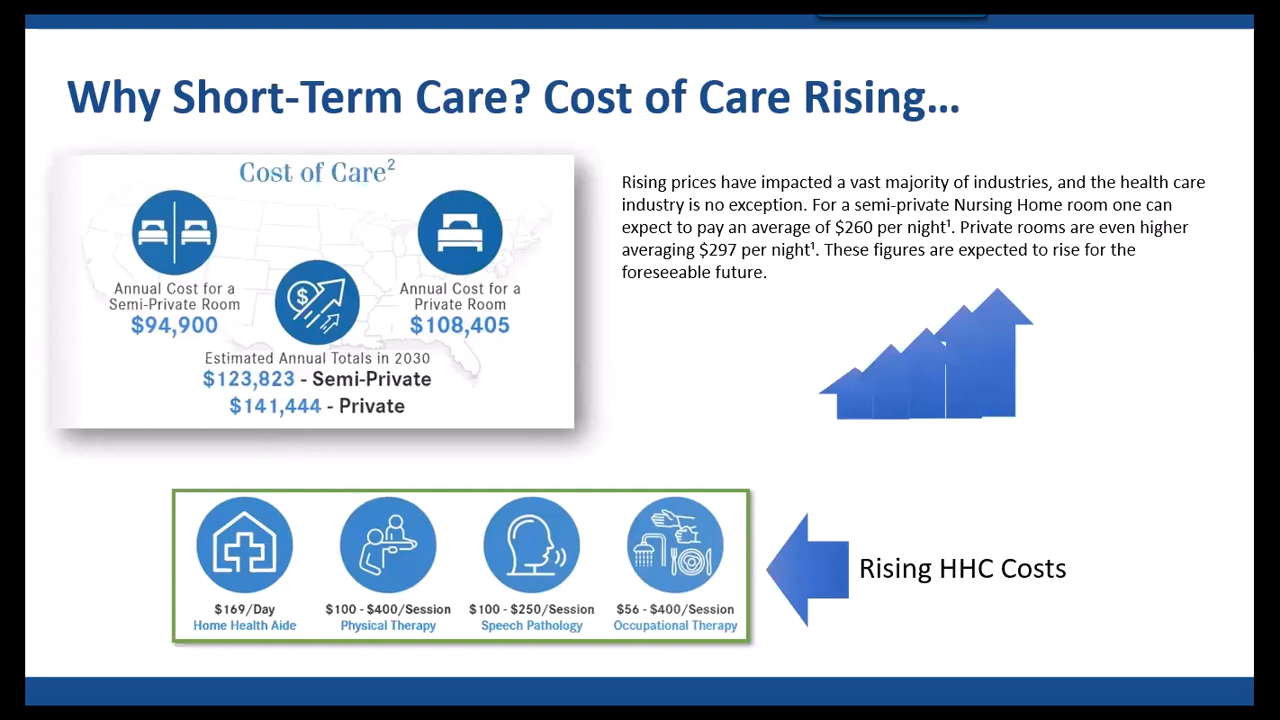 Why Short-Term Care? Cost of Care Rising…
Cost of Care²
Annual Cost for a
Semi-Private Room
$94,900
Annual Cost for a
Private Room
$108,405
Estimated Annual Totals in 2030
$123,823 - Semi-Private
$141,444 - Private
Rising prices have impacted a vast majority of industries, and the health care
industry is no exception. For a semi-private Nursing Home room one can
expect to pay an average of $260 per night¹. Private rooms are even higher
averaging $297 per night¹. These figures are expected to rise for the
foreseeable future.
$169/Day
Home Health Aide
$100 - $400/Session
Physical Therapy
$100 - $250/Session
Speech Pathology
$56 - $400/Session
Occupational Therapy
Rising HHC Costs